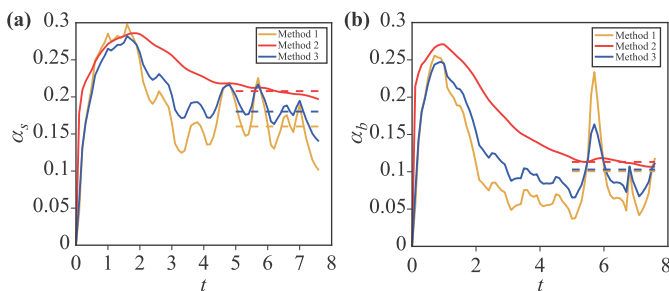 (a)
0.3
0.25
0.2
0.15
0.1
0.05
0
α_s
0 1 2 3 4 5 6 7 8
t
Method 1
Method 2
Method 3
(b)
0.3
0.25
0.2
0.15
0.1
0.05
0
α_b
0 2 4 6 8
t
Method 1
Method 2
Method 3